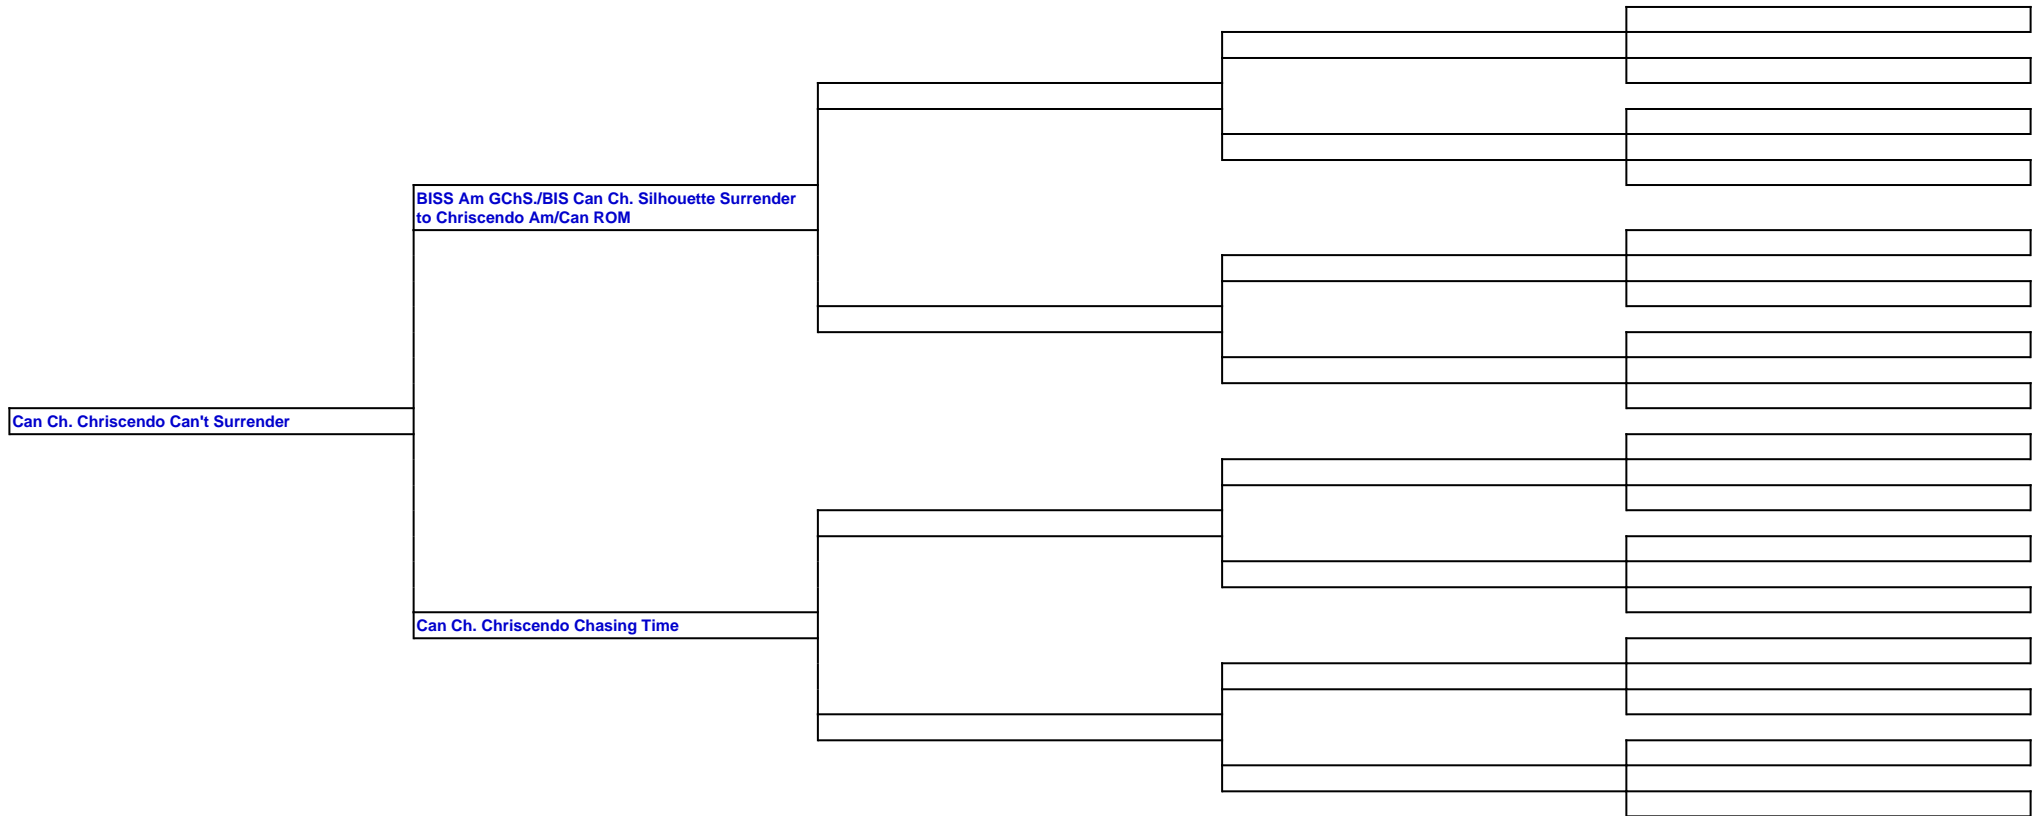 BISS Am GChS./BIS Can Ch. Silhouette Surrender
to Chriscendo Am/Can ROM
Can Ch. Chriscendo Can't Surrender
Can Ch. Chriscendo Chasing Time